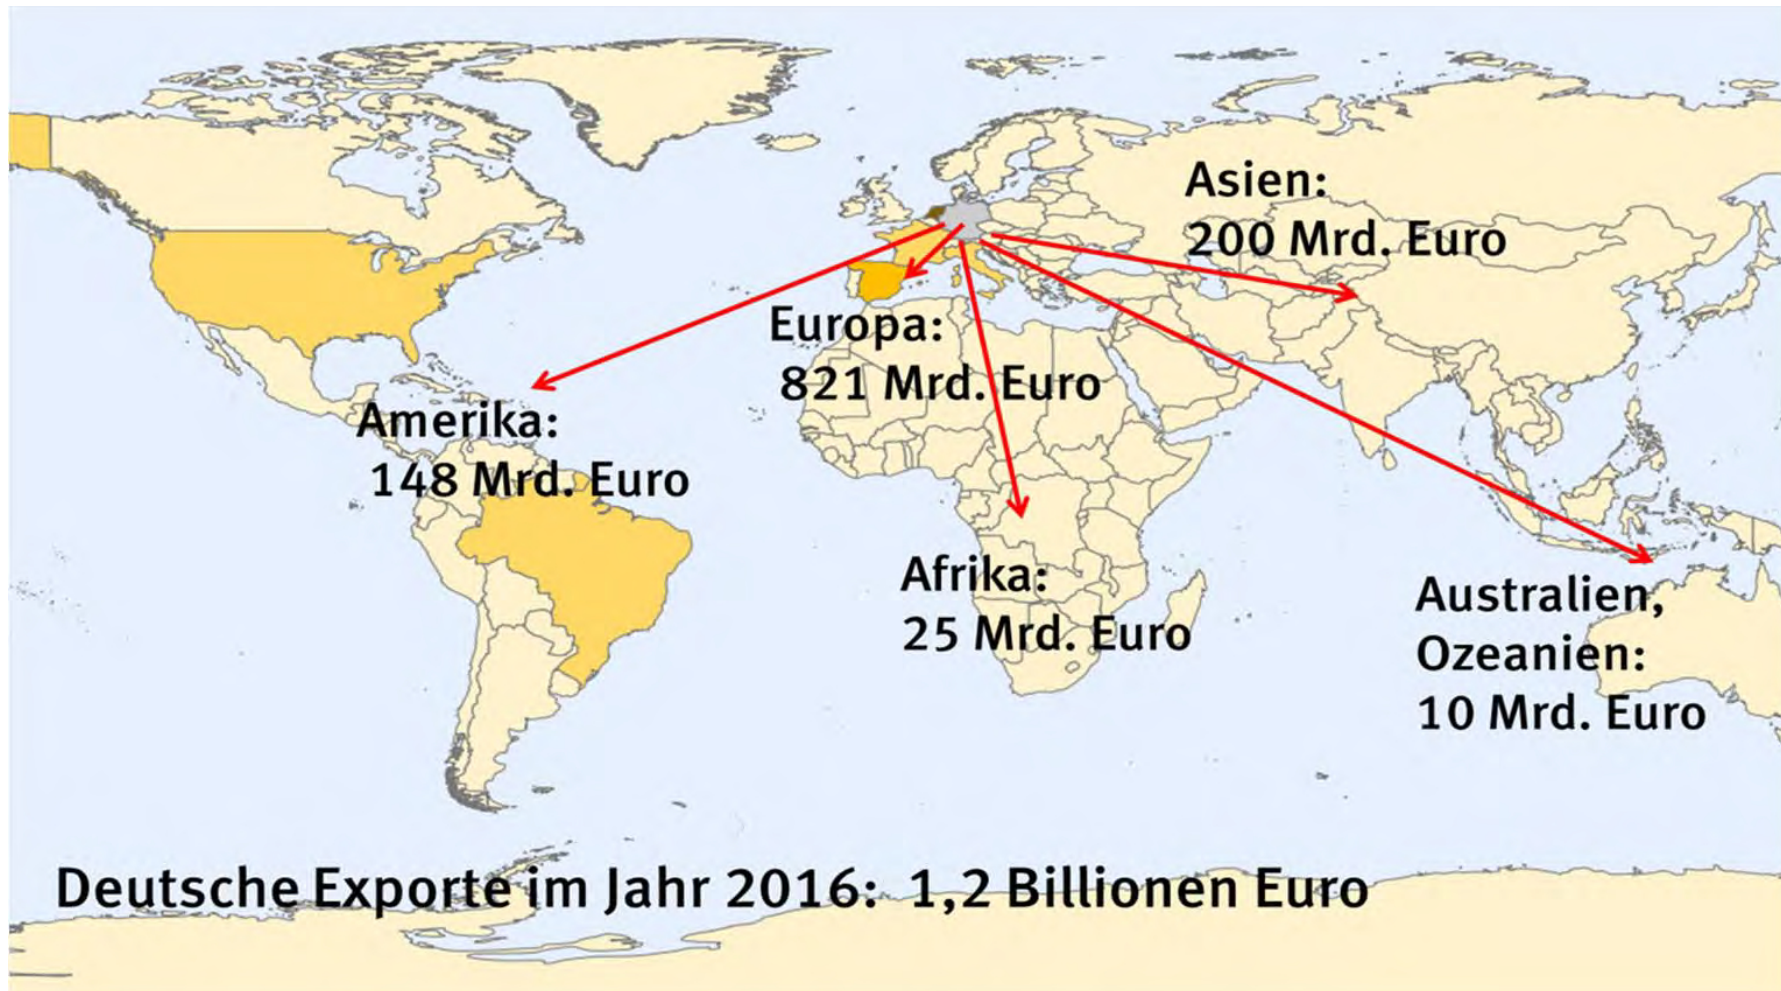 Asien:
200 Mrd. Euro
Europa:
821 Mrd. Euro
Amerika:
148 Mrd. Euro
Afrika:
25 Mrd. Euro
Australien,
Ozeanien:
10 Mrd. Euro
Deutsche Exporte im Jahr 2016: 1,2 Billionen Euro